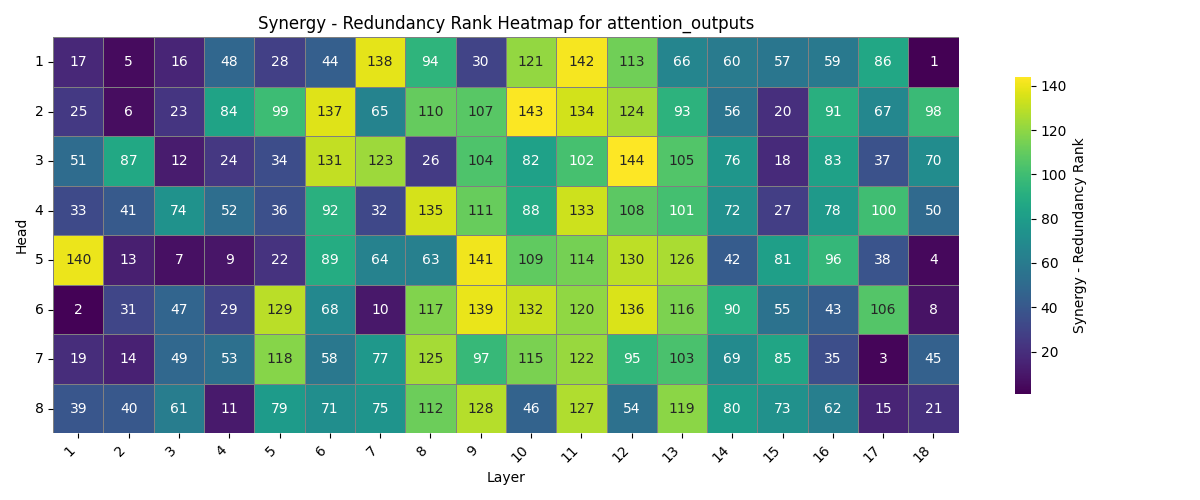 Synergy - Redundancy Rank Heatmap for attention_outputs
1 17 5 16 48 28 44 138 94 30 121 142 113 66 60 57 59 86 1
2 25 6 23 84 99 137 65 110 107 143 134 124 93 56 20 91 67 98
3 51 87 12 24 34 131 123 26 104 82 102 144 105 76 18 83 37 70
4 33 41 74 52 36 92 32 135 111 88 133 108 101 72 27 78 100 50
5 140 13 7 9 22 89 64 63 141 109 114 130 126 42 81 96 38 4
6 2 31 47 29 129 68 10 117 139 132 120 136 116 90 55 43 106 8
7 19 14 49 53 118 58 77 125 97 115 122 95 103 69 85 35 3 45
8 39 40 61 11 79 71 75 112 128 46 127 54 119 80 73 62 15 21
1 2 3 4 5 6 7 8 9 10 11 12 13 14 15 16 17 18
Layer
Head
140
120
100
80
60
40
20
Synergy - Redundancy Rank